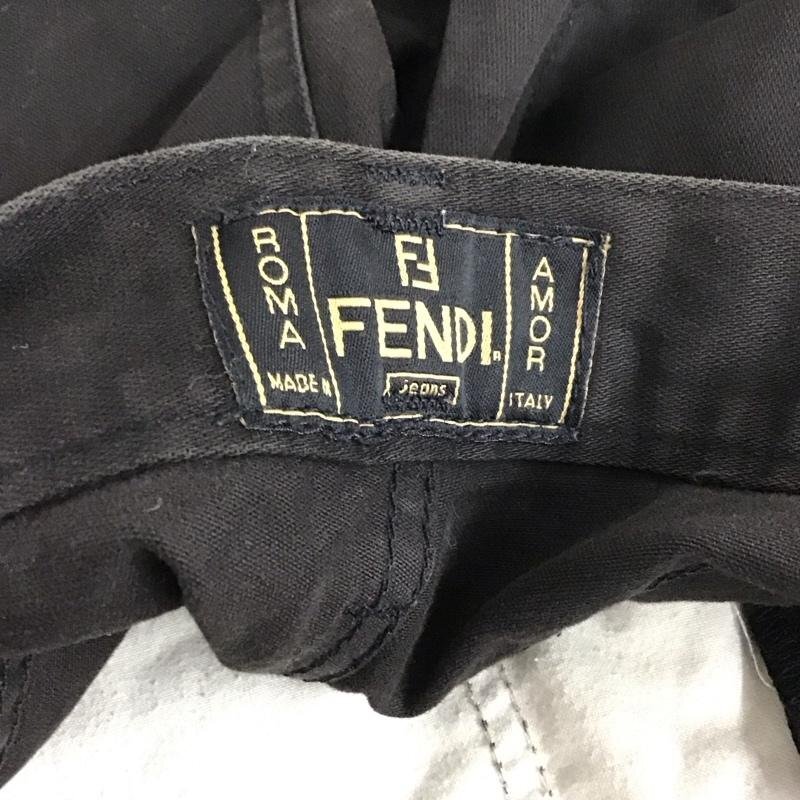 ROMA
MADE IN
FF
FENDI®
jeans
AMOR
ITALY